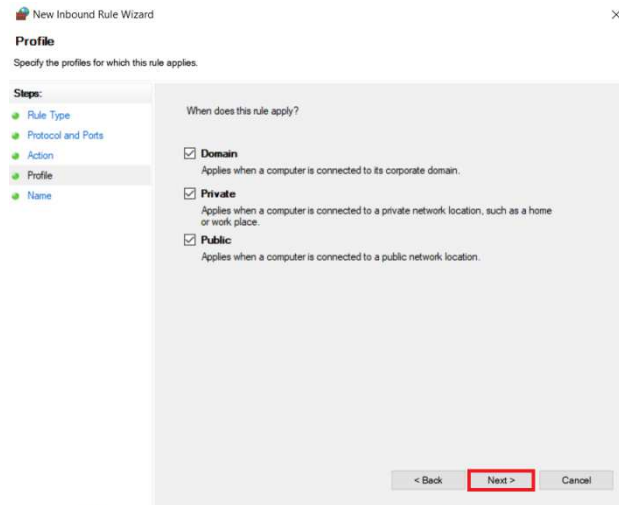 New Inbound Rule Wizard
Profile
Specify the profiles for which this rule applies.
Steps:
Rule Type
Protocol and Ports
Action
Profile
Name
When does this rule apply?
Domain
Applies when a computer is connected to its corporate domain.
Private
Applies when a computer is connected to a private network location, such as a home
or work place.
Public
Applies when a computer is connected to a public network location.
< Back
Next >
Cancel